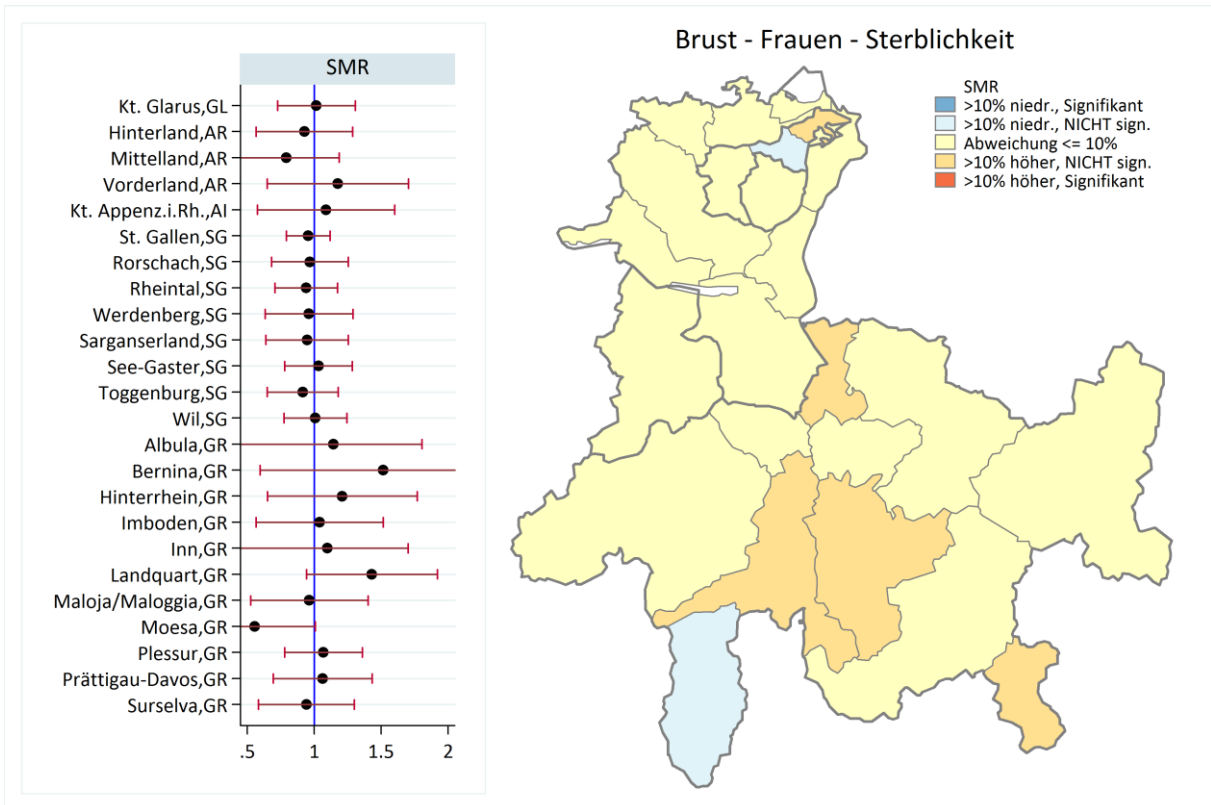 Brust - Frauen - Sterblichkeit
SMR
Kt. Glarus,GL
Hinterland,AR
Mittelland,AR
Vorderland,AR
Kt. Appenz.i.Rh.,AI
St. Gallen,SG
Rorschach,SG
Rheintal,SG
Werdenberg,SG
Sarganserland,SG
See-Gaster,SG
Toggenburg,SG
Wil,SG
Albula,GR
Bernina,GR
Hinterrhein,GR
Imboden,GR
Inn,GR
Landquart,GR
Maloja/Maloggia,GR
Moesa,GR
Plessur,GR
Prättigau-Davos,GR
Surselva,GR
.5 1 1.5 2
SMR
>10% niedr., Signifikant
>10% niedr., NICHT sign.
Abweichung <= 10%
>10% höher, NICHT sign.
>10% höher, Signifikant